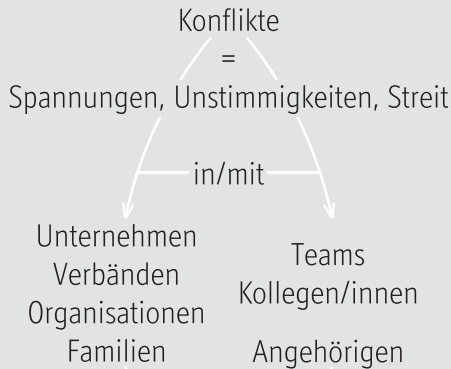 Konflikte
=
Spannungen, Unstimmigkeiten, Streit
in/mit
Unternehmen
Verbänden
Organisationen
Familien
Teams
Kollegen/innen
Angehörigen